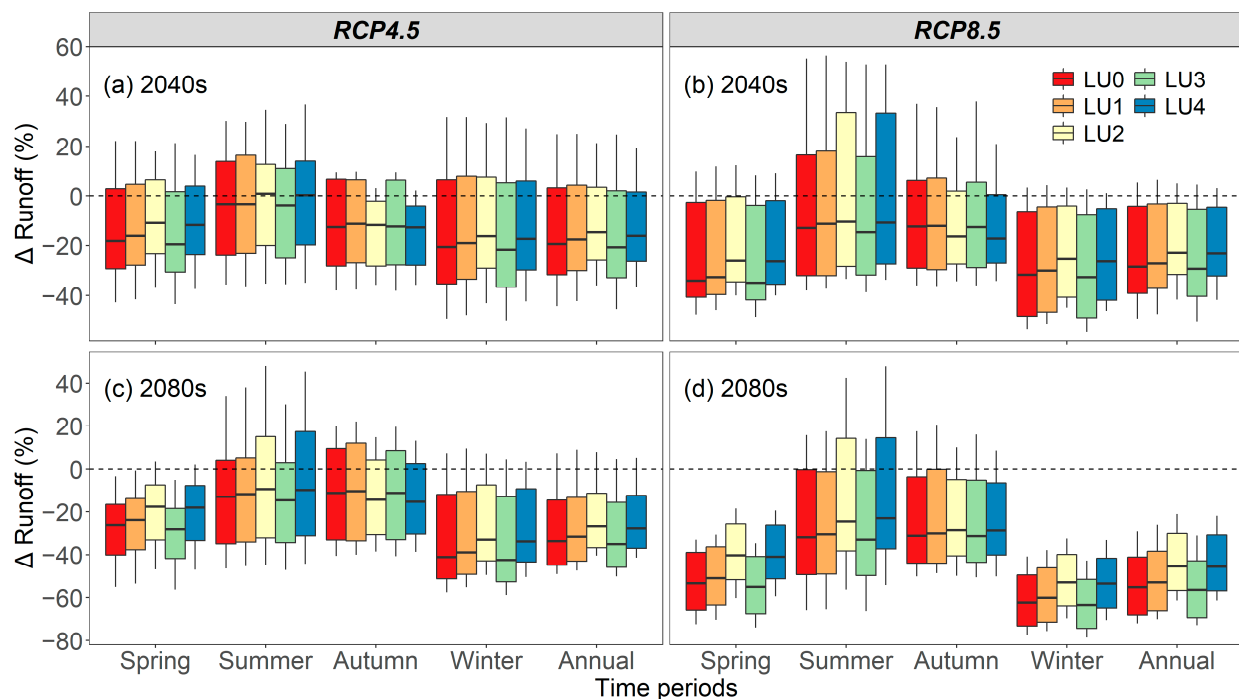 RCP4.5
RCP8.5
60
40
20
0
−20
−40
Δ Runoff (%)
(a) 2040s
(b) 2040s
LU0
LU1
LU2
LU3
LU4
40
20
0
−20
−40
−60
−80
Δ Runoff (%)
(c) 2080s
(d) 2080s
Spring Summer Autumn Winter Annual
Spring Summer Autumn Winter Annual
Time periods